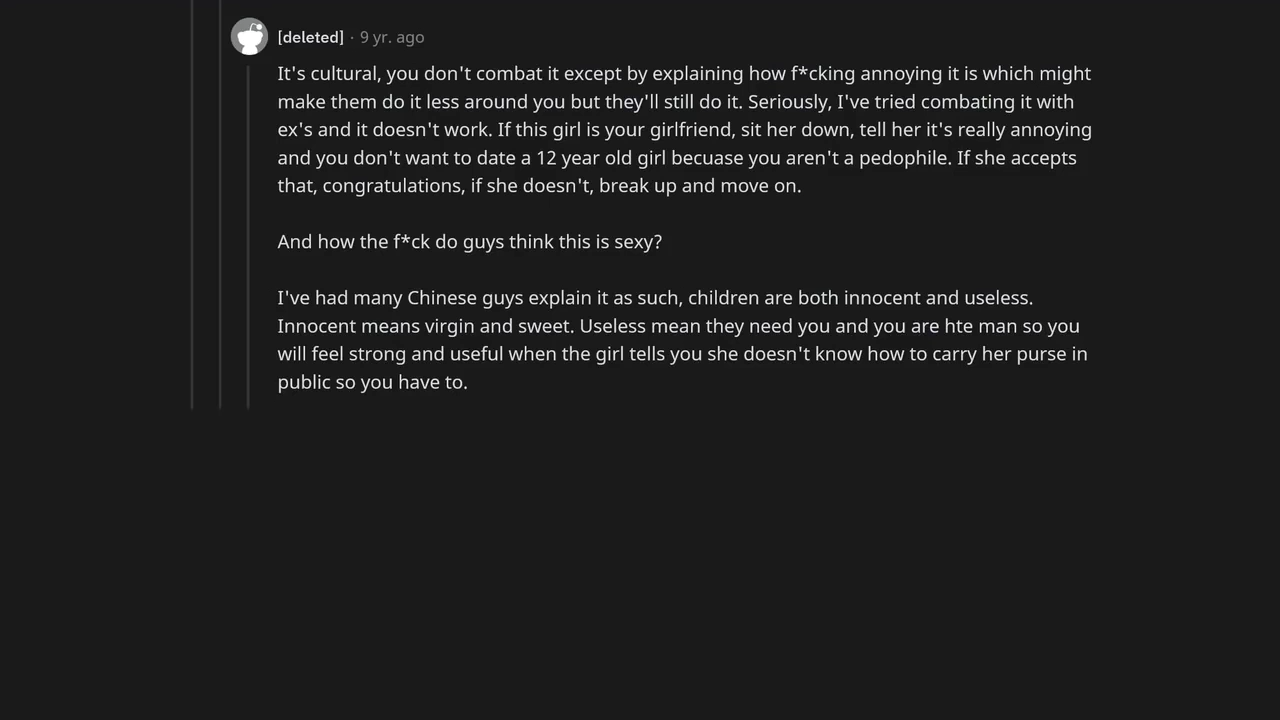 [deleted] · 9 yr. ago
It's cultural, you don't combat it except by explaining how f*cking annoying it is which might
make them do it less around you but they'll still do it. Seriously, I've tried combating it with
ex's and it doesn't work. If this girl is your girlfriend, sit her down, tell her it's really annoying
and you don't want to date a 12 year old girl becuase you aren't a pedophile. If she accepts
that, congratulations, if she doesn't, break up and move on.
And how the f*ck do guys think this is sexy?
I've had many Chinese guys explain it as such, children are both innocent and useless.
Innocent means virgin and sweet. Useless mean they need you and you are hte man so you
will feel strong and useful when the girl tells you she doesn't know how to carry her purse in
public so you have to.